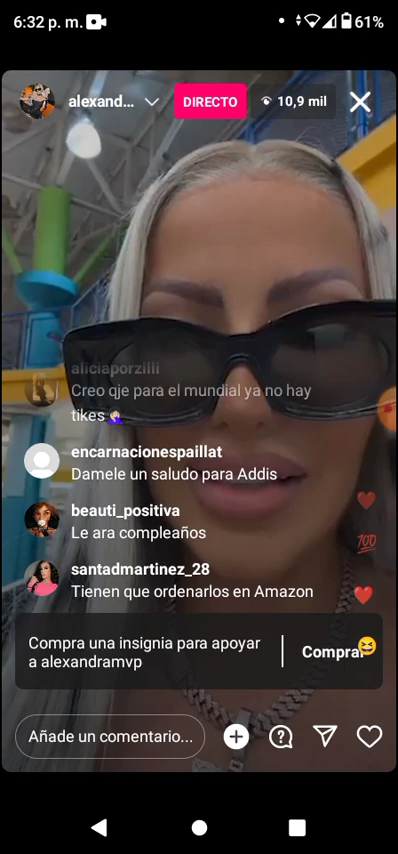 6:32 p. m.
61%
alexand...
DIRECTO
10,9 mil
aliciaporzilli
Creo qje para el mundial ya no hay
tikes🤦🏻‍♀️
encarnacionespaillat
Damele un saludo para Addis
beauti_positiva
Le ara compleaños
santadmartinez_28
Tienen que ordenarlos en Amazon
Compra una insignia para apoyar
a alexandramvp
Comprar
Añade un comentario...